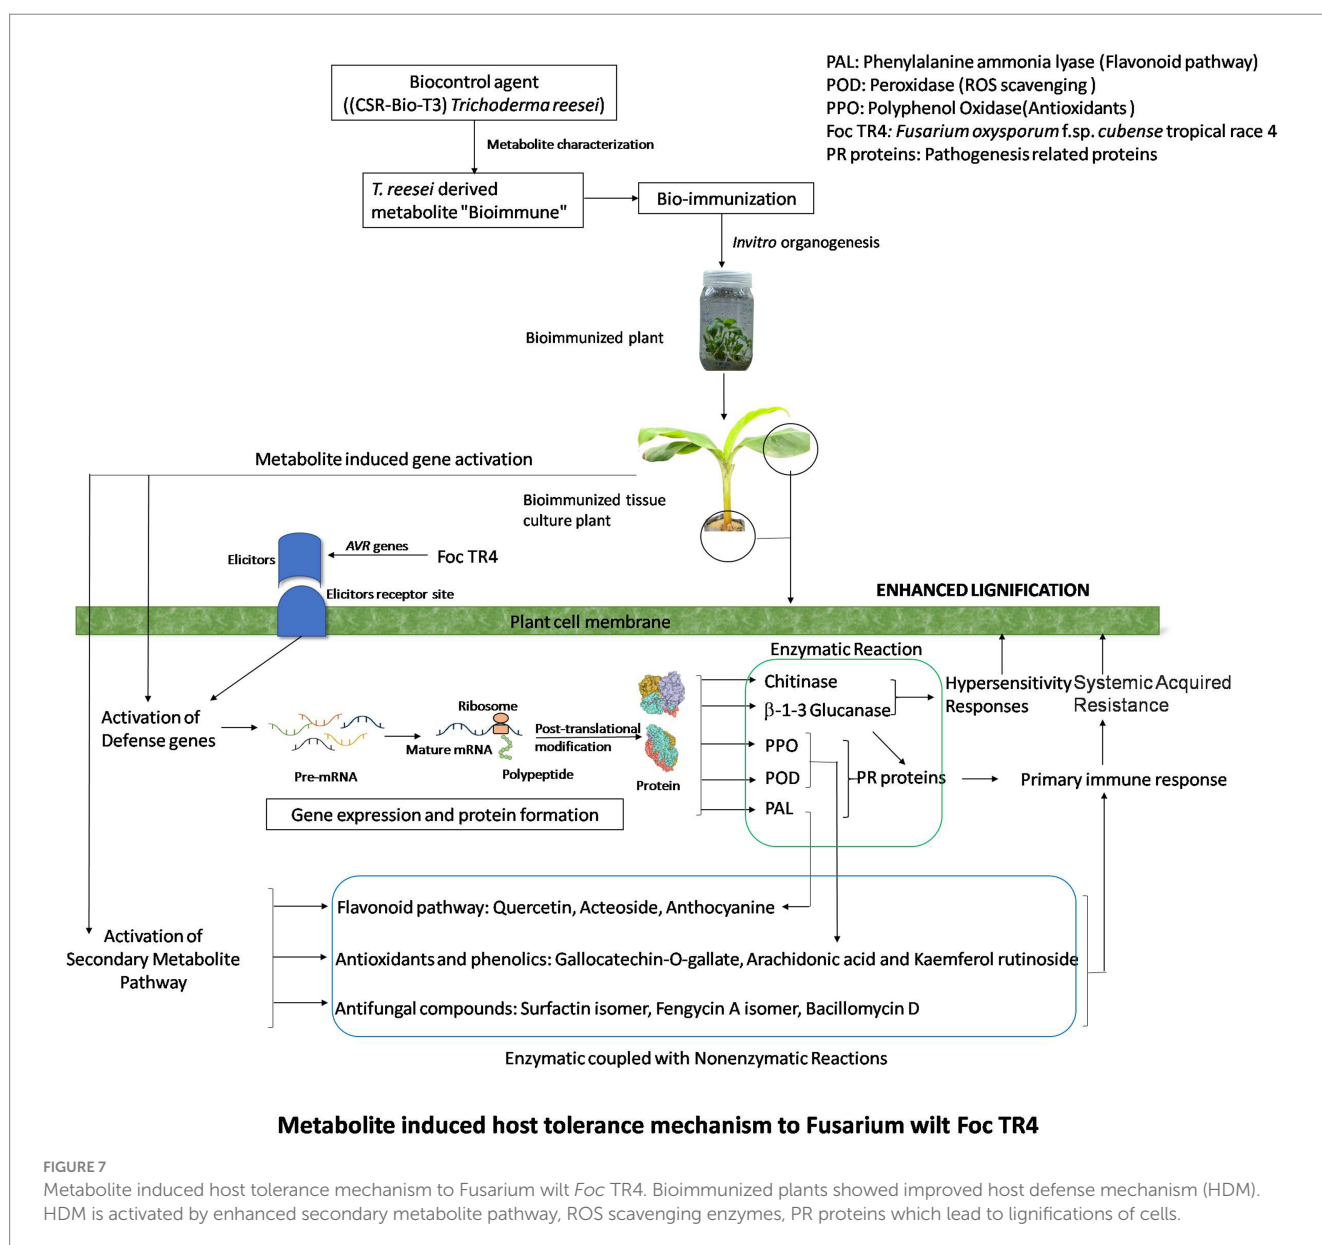 Biocontrol agent
((CSR-Bio-T3) Trichoderma reesei)
PAL: Phenylalanine ammonia lyase (Flavonoid pathway)
POD: Peroxidase (ROS scavenging )
PPO: Polyphenol Oxidase(Antioxidants )
Foc TR4: Fusarium oxysporum f.sp. cubense tropical race 4
PR proteins: Pathogenesis related proteins
Metabolite characterization
T. reesei derived
metabolite "Bioimmune"
Bio-immunization
Invitro organogenesis
Bioimmunized plant
Metabolite induced gene activation
Bioimmunized tissue
culture plant
Elicitors
AVR genes
Foc TR4
Elicitors receptor site
ENHANCED LIGNIFICATION
Plant cell membrane
Enzymatic Reaction
Chitinase
β-1-3 Glucanase
PPO
POD
PAL
PR proteins
Hypersensitivity
Responses
Systemic Acquired
Resistance
Primary immune response
Activation of
Defense genes
Pre-mRNA
Mature mRNA
Ribosome
Polypeptide
Post-translational
modification
Protein
Gene expression and protein formation
Activation of
Secondary Metabolite
Pathway
Flavonoid pathway: Quercetin, Acteoside, Anthocyanine
Antioxidants and phenolics: Gallocatechin-O-gallate, Arachidonic acid and Kaemferol rutinoside
Antifungal compounds: Surfactin isomer, Fengycin A isomer, Bacillomycin D
Enzymatic coupled with Nonenzymatic Reactions
Metabolite induced host tolerance mechanism to Fusarium wilt Foc TR4
FIGURE 7
Metabolite induced host tolerance mechanism to Fusarium wilt Foc TR4. Bioimmunized plants showed improved host defense mechanism (HDM).
HDM is activated by enhanced secondary metabolite pathway, ROS scavenging enzymes, PR proteins which lead to lignifications of cells.